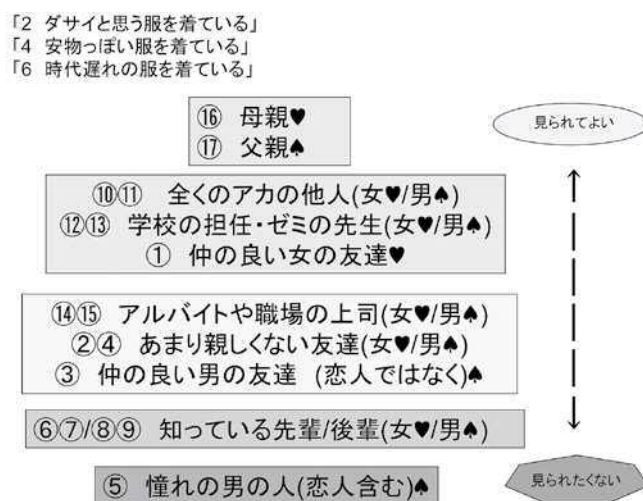 「2 ダサイと思う服を着ている」
「4 安物っぽい服を着ている」
「6 時代遅れの服を着ている」
⑯ 母親♥
⑰ 父親♠
見られてよい
⑩⑪ 全くのアカの他人(女♥/男♠)
⑫⑬ 学校の担任・ゼミの先生(女♥/男♠)
① 仲の良い女の友達♥
⑭⑮ アルバイトや職場の上司(女♥/男♠)
②④ あまり親しくない友達(女♥/男♠)
③ 仲の良い男の友達 (恋人ではなく)♠
⑥⑦/⑧⑨ 知っている先輩/後輩(女♥/男♠)
⑤ 憧れの男の人(恋人含む)♠
見られたくない